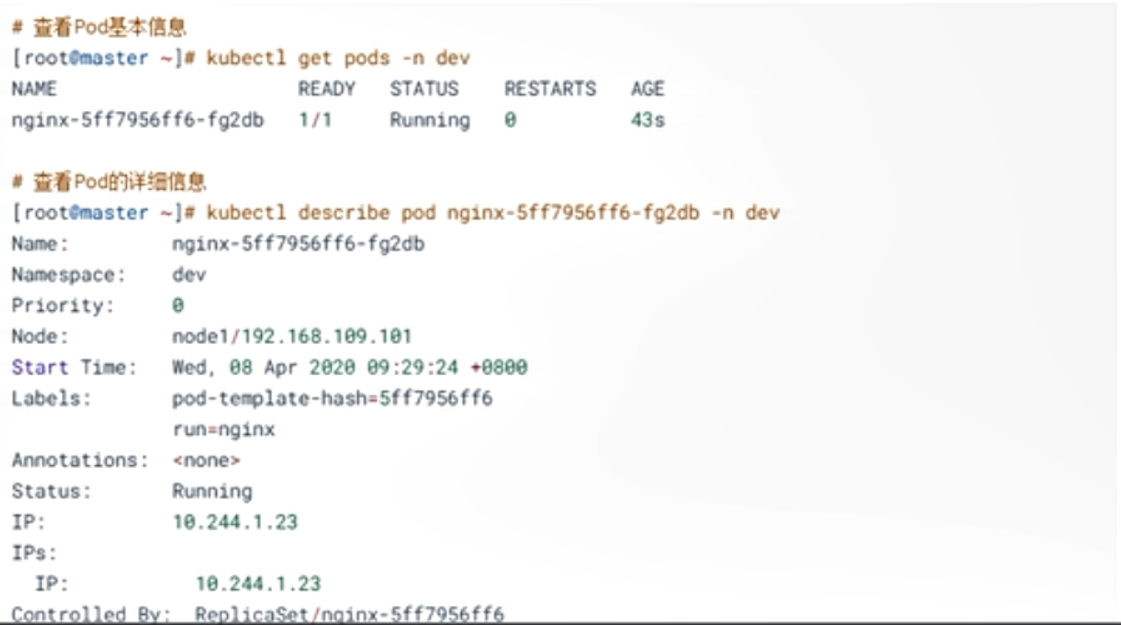 # 查看Pod基本信息
[root@master ~]# kubectl get pods -n dev
NAME                     READY   STATUS    RESTARTS   AGE
nginx-5ff7956ff6-fg2db   1/1     Running   0          43s
# 查看Pod的详细信息
[root@master ~]# kubectl describe pod nginx-5ff7956ff6-fg2db -n dev
Name:         nginx-5ff7956ff6-fg2db
Namespace:    dev
Priority:     0
Node:         node1/192.168.109.101
Start Time:   Wed, 08 Apr 2020 09:29:24 +0800
Labels:       pod-template-hash=5ff7956ff6
              run=nginx
Annotations:  <none>
Status:       Running
IP:           10.244.1.23
IPs:
  IP:           10.244.1.23
Controlled By:  ReplicaSet/nginx-5ff7956ff6